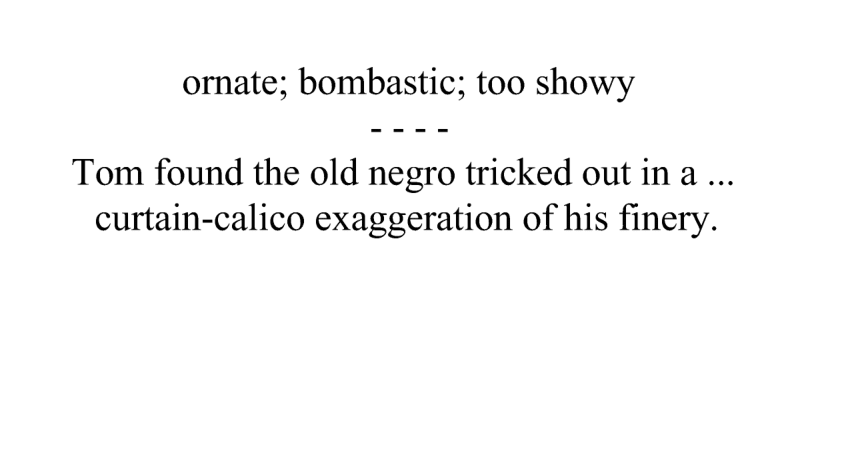 ornate; bombastic; too showy
- - - -
Tom found the old negro tricked out in a ...
curtain-calico exaggeration of his finery.